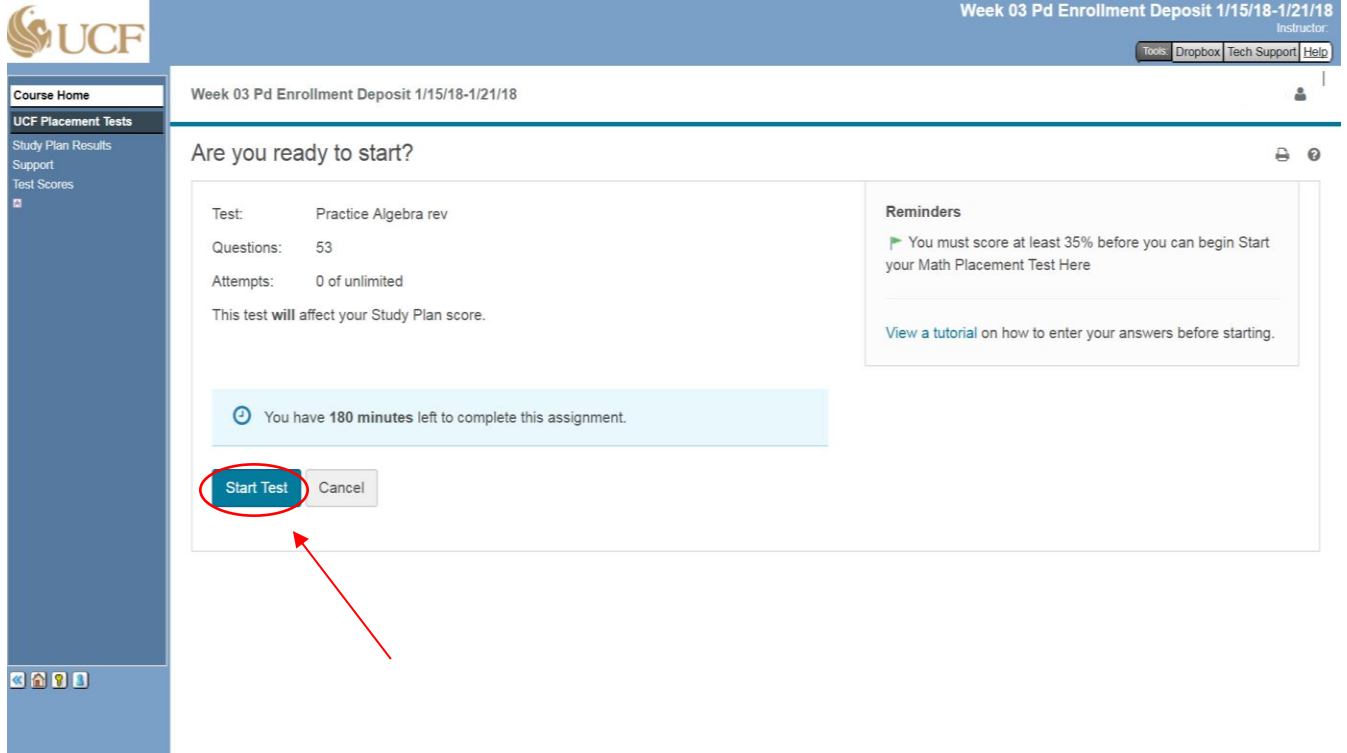 UCF
Week 03 Pd Enrollment Deposit 1/15/18-1/21/18
Instructor:
Tools: Dropbox Tech Support Help
Course Home
UCF Placement Tests
Study Plan Results
Support
Test Scores
Week 03 Pd Enrollment Deposit 1/15/18-1/21/18
Are you ready to start?
Test: Practice Algebra rev
Questions: 53
Attempts: 0 of unlimited
This test will affect your Study Plan score.
Reminders
You must score at least 35% before you can begin Start
your Math Placement Test Here
View a tutorial on how to enter your answers before starting.
You have 180 minutes left to complete this assignment.
Start Test Cancel